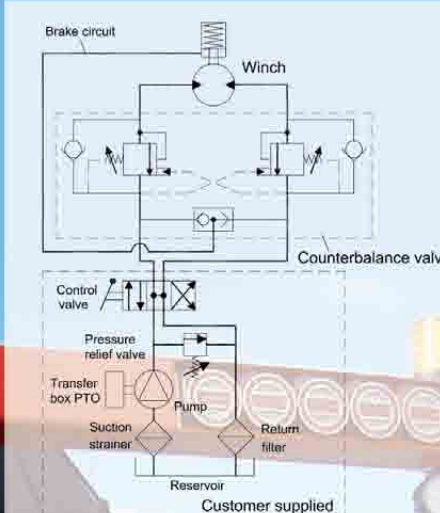 Brake circuit
Winch
Counterbalance valv
Control
valve
Pressure
relief valve
Transfer
box PTO
Pump
Suction
strainer
Return
filter
Reservoir
Customer supplied